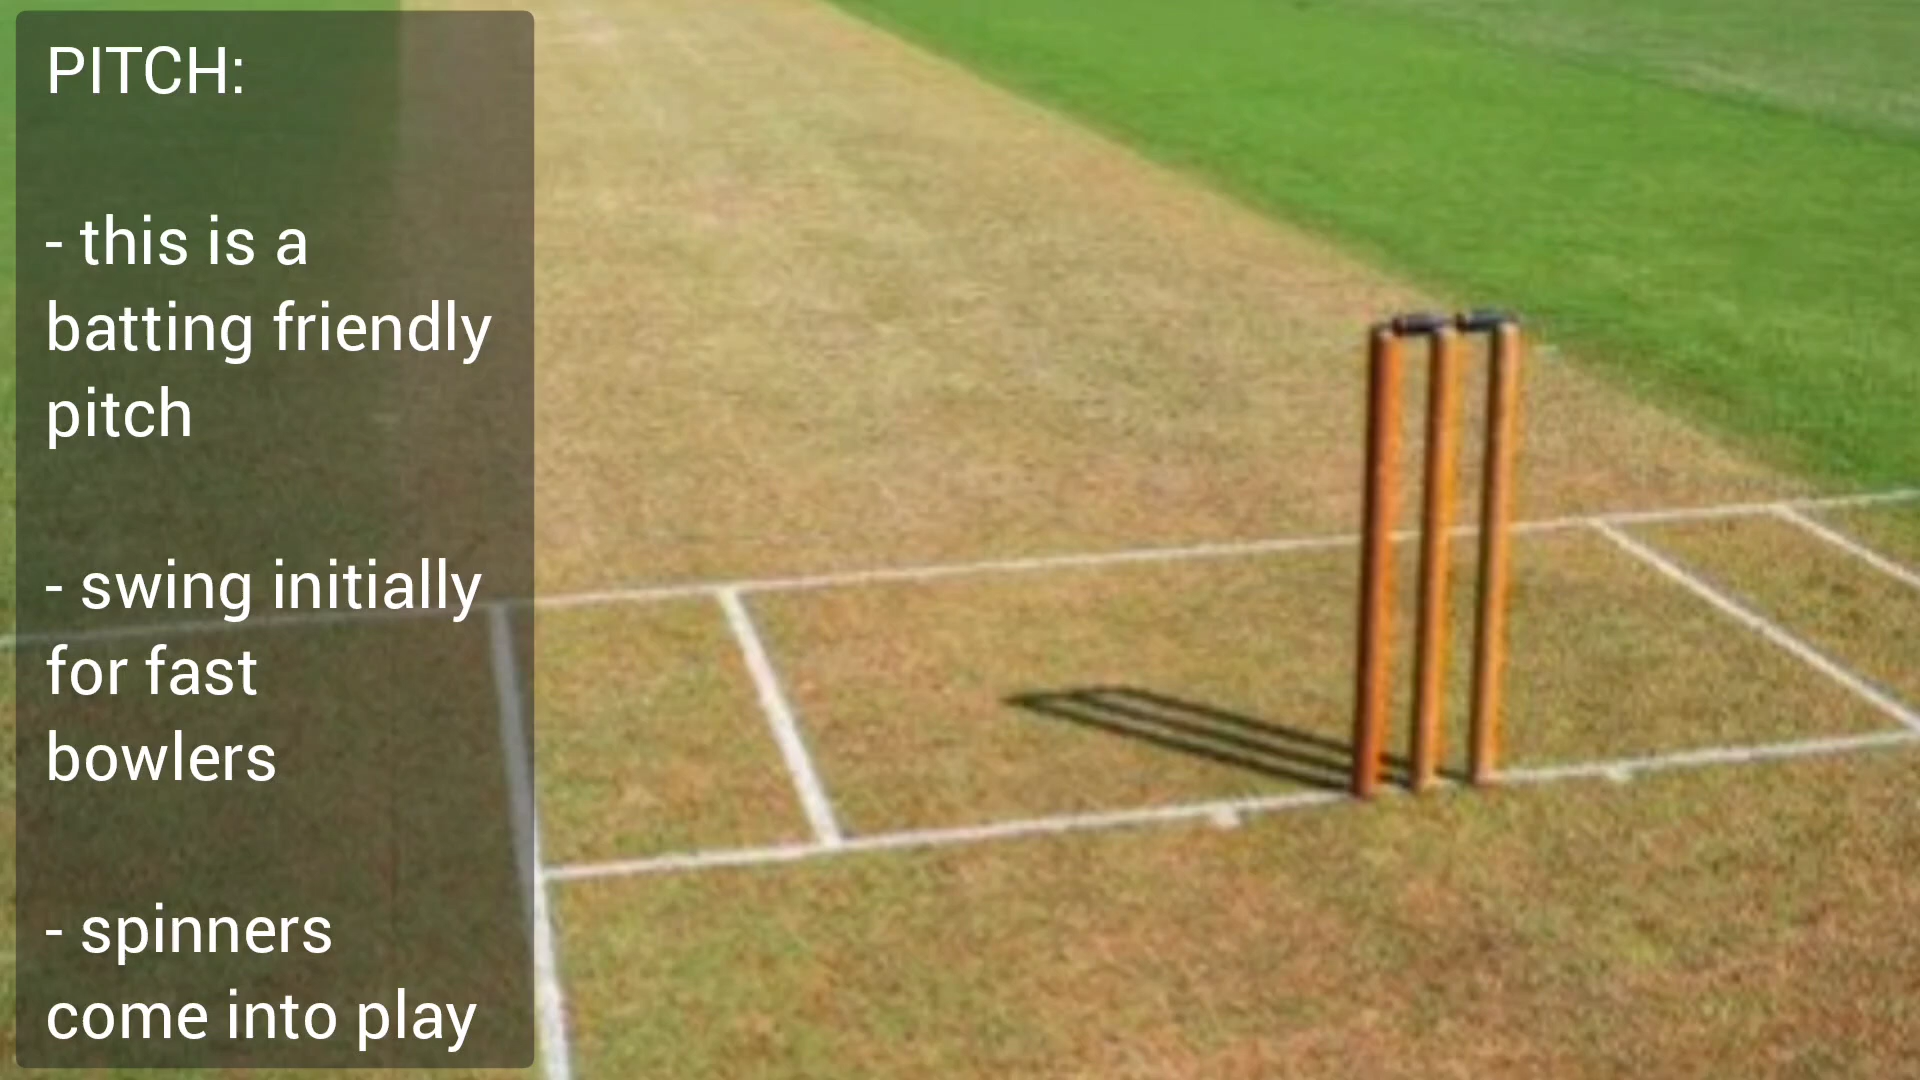 PITCH:
- this is a
batting friendly
pitch
- swing initially
for fast
bowlers
- spinners
come into play